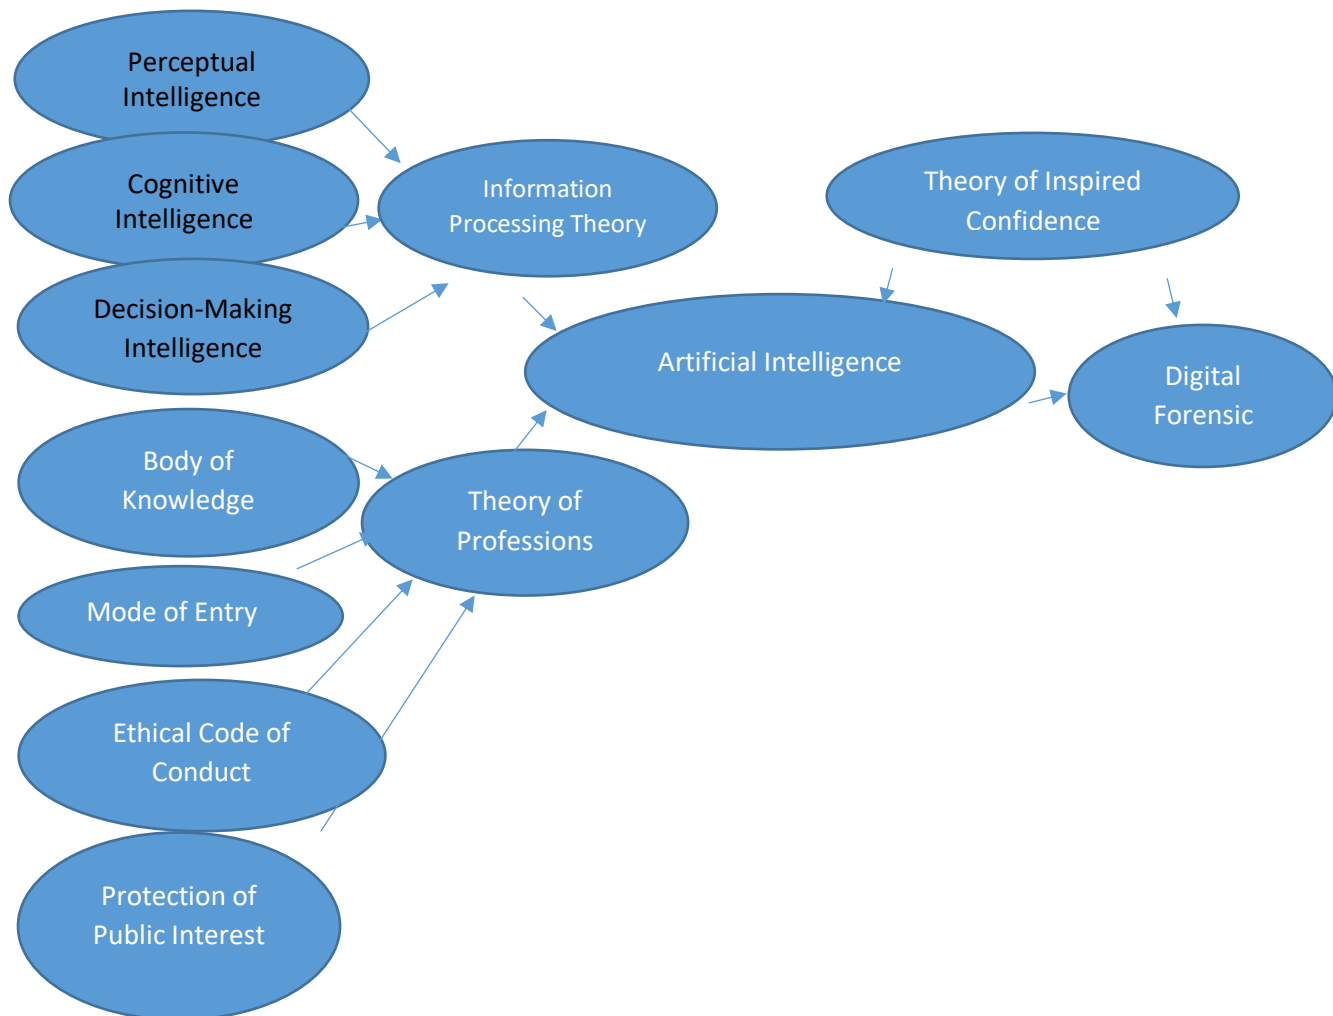 Perceptual
Intelligence
Cognitive
Intelligence
Decision-Making
Intelligence
Information
Processing Theory
Theory of Inspired
Confidence
Artificial Intelligence
Digital
Forensic
Body of
Knowledge
Theory of
Professions
Mode of Entry
Ethical Code of
Conduct
Protection of
Public Interest